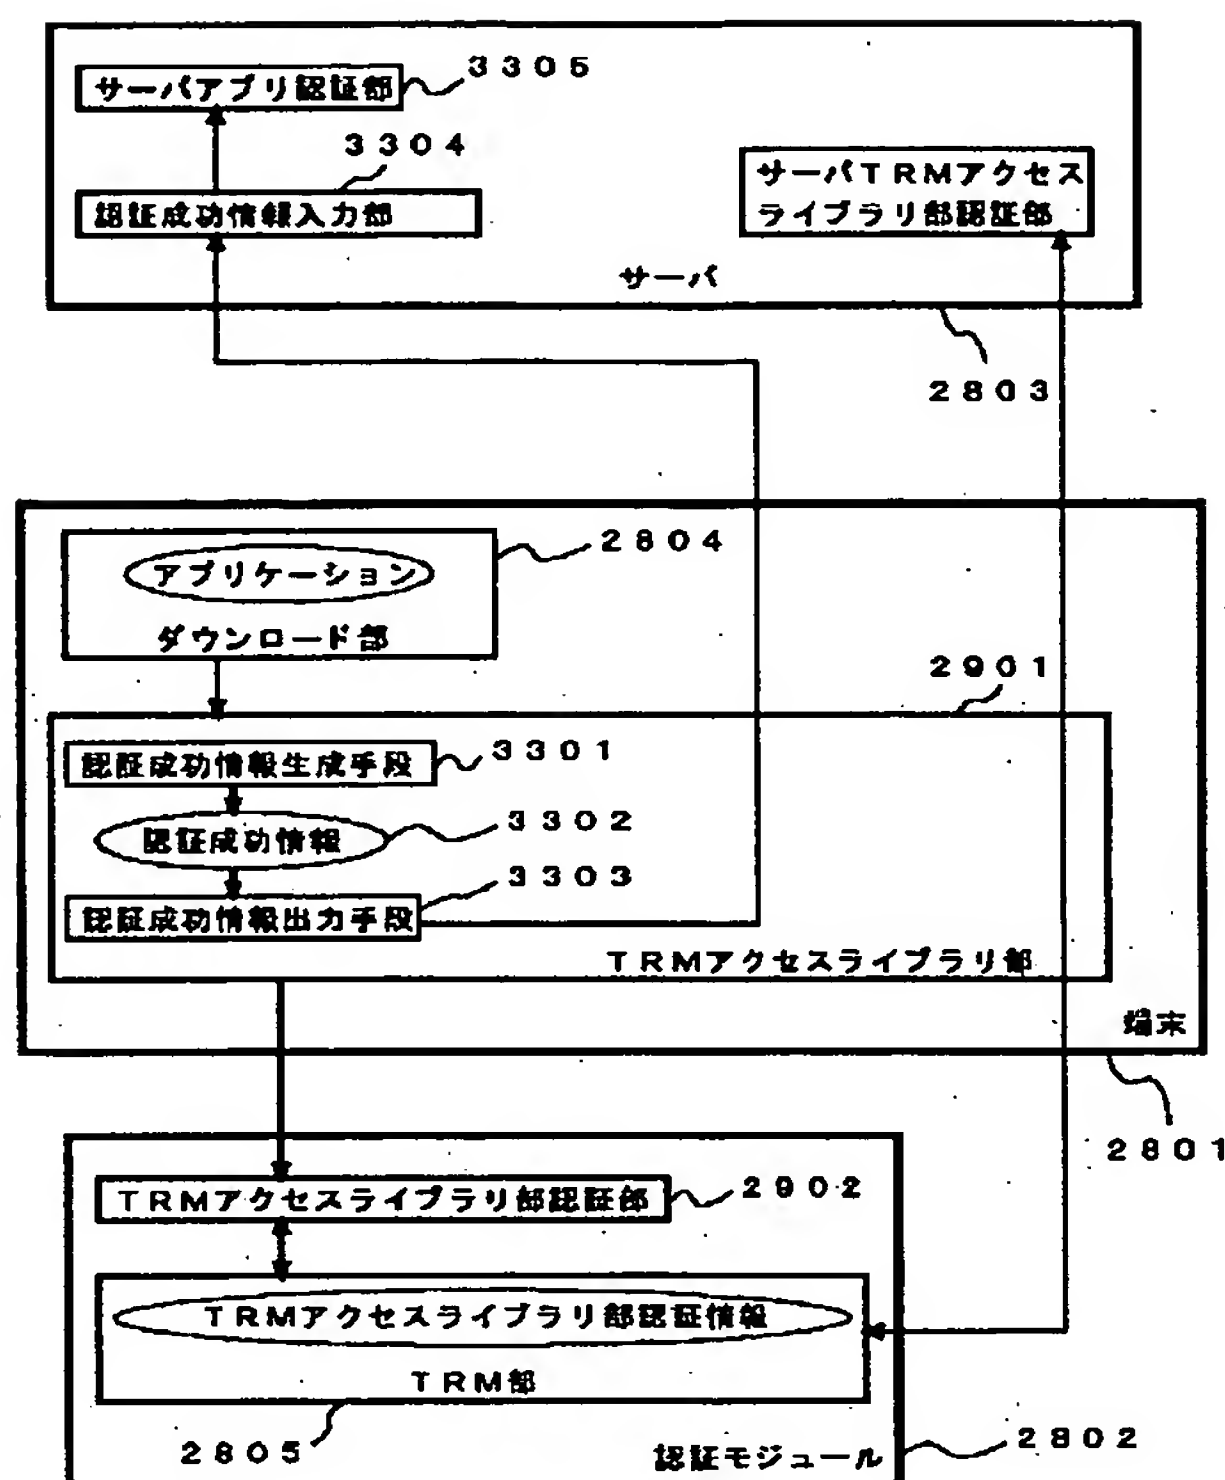 サーバアプリ認証部
3305
3304
認証成功情報入力部
サーバTRMアクセス
ライブラリ部認証部
サーバ
2803
2804
アプリケーション
ダウンロード部
2901
認証成功情報生成手段
3301
認証成功情報
3302
3303
認証成功情報出力手段
TRMアクセスライブラリ部
端末
2801
TRMアクセスライブラリ部認証部
2902
TRMアクセスライブラリ部認証情報
TRM部
2805
認証モジュール
2802